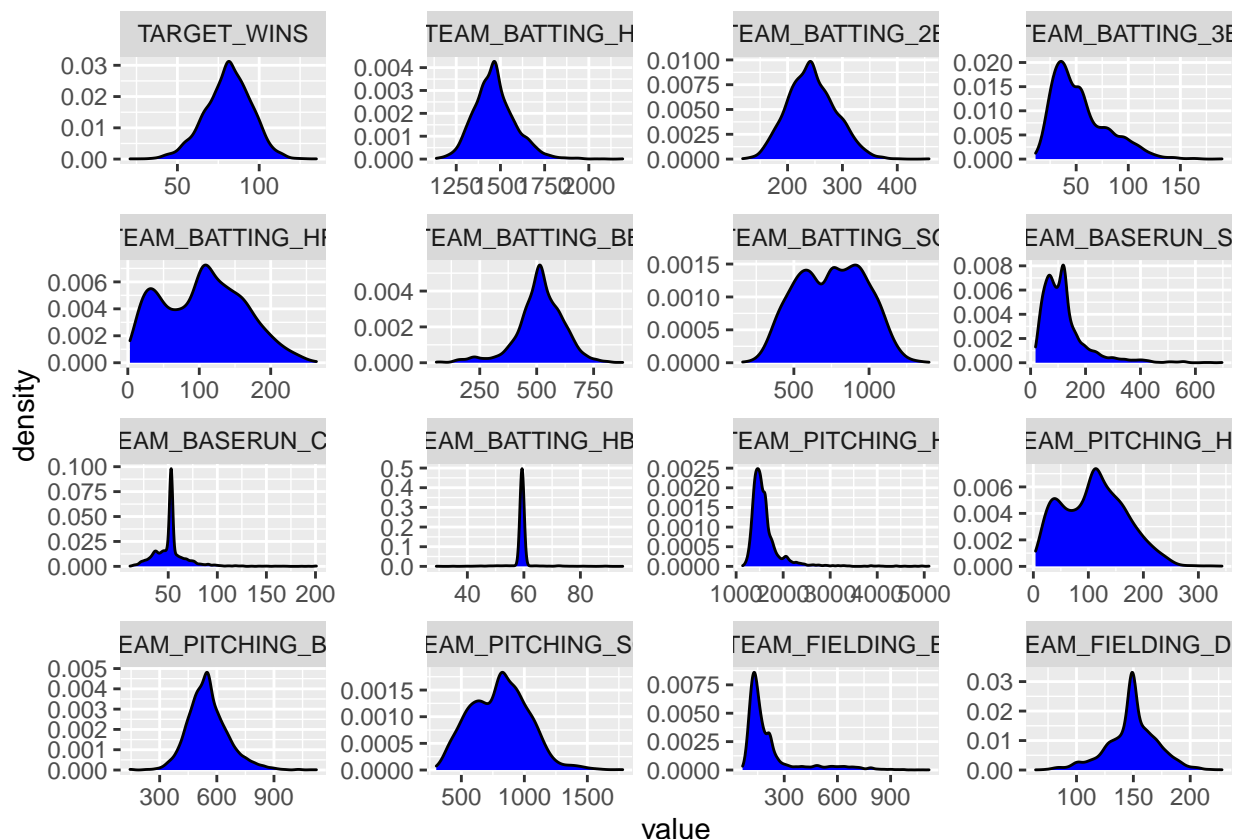 TARGET_WINS TEAM_BATTING_H TEAM_BATTING_2B TEAM_BATTING_3B
0.03 0.004 0.0100 0.020
0.02 0.003 0.0075 0.015
0.01 0.002 0.0050 0.010
0.00 0.001 0.0025 0.005
0.000 0.0000 0.000
50 100 1250 1500 1750 2000 200 300 400 50 100 150
TEAM_BATTING_HR TEAM_BATTING_BB TEAM_BATTING_SO EAM_BASERUN_S
0.006 0.004 0.0015 0.008
0.004 0.002 0.0010 0.006
0.002 0.000 0.0005 0.004
0.000 0.0000 0.002
0.000
0 100 200 250 500 750 500 1000 0 200 400 600
EAM_BASERUN_C EAM_BATTING_HB TEAM_PITCHING_H EAM_PITCHING_H
0.100 0.5 0.0025 0.006
0.075 0.4 0.0020 0.004
0.050 0.3 0.0015 0.002
0.025 0.2 0.0010 0.000
0.000 0.1 0.0005
0.0 0.0000
50 100 150 200 40 60 80 1000 2000 3000 4000 5000 0 100 200 300
EAM_PITCHING_B EAM_PITCHING_S TEAM_FIELDING_E EAM_FIELDING_D
0.005 0.0015 0.0075 0.03
0.004 0.0010 0.0050 0.02
0.003 0.0005 0.0025 0.01
0.002 0.0000 0.0000 0.00
0.001
0.000
300 600 900 500 1000 1500 300 600 900 100 150 200
density
value